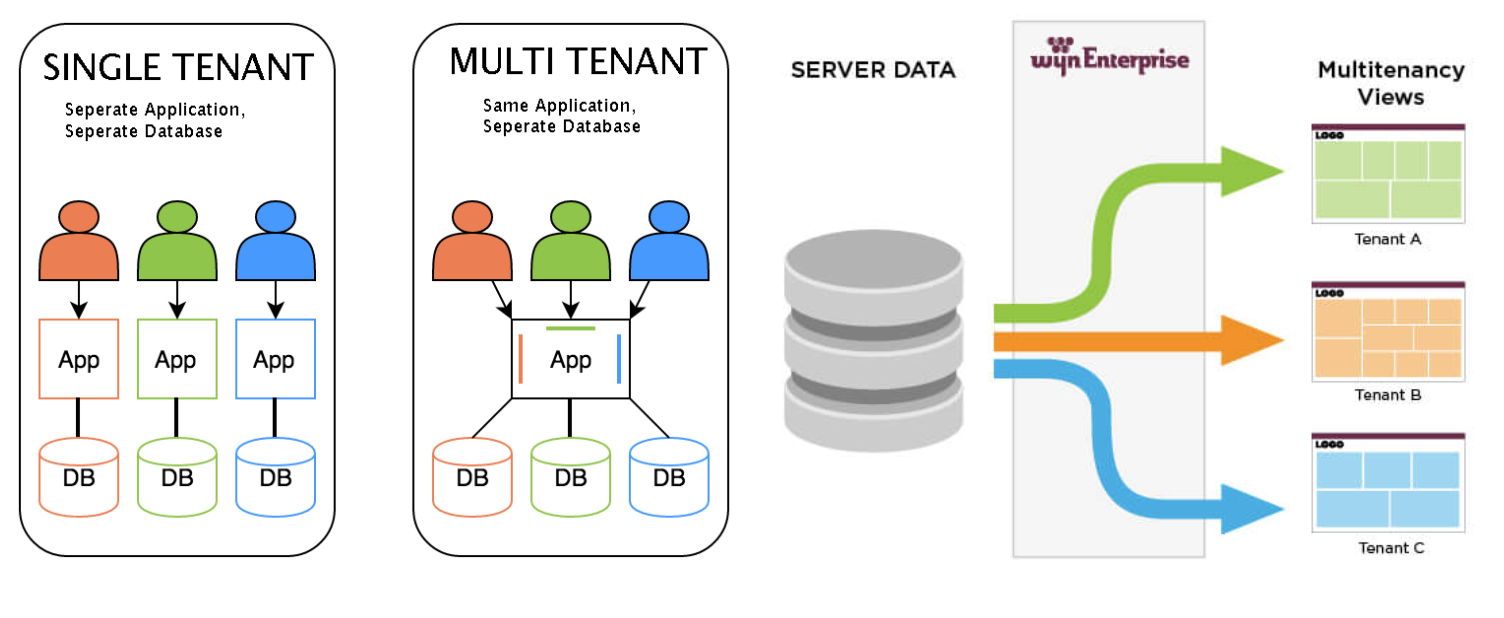 SINGLE TENANT
Seperate Application,
Seperate Database
App
App
App
DB
DB
DB
MULTI TENANT
Same Application,
Seperate Database
App
DB
DB
DB
SERVER DATA
wyn Enterprise
Multitenancy
Views
LOGO
Tenant A
LOGO
Tenant B
LOGO
Tenant C